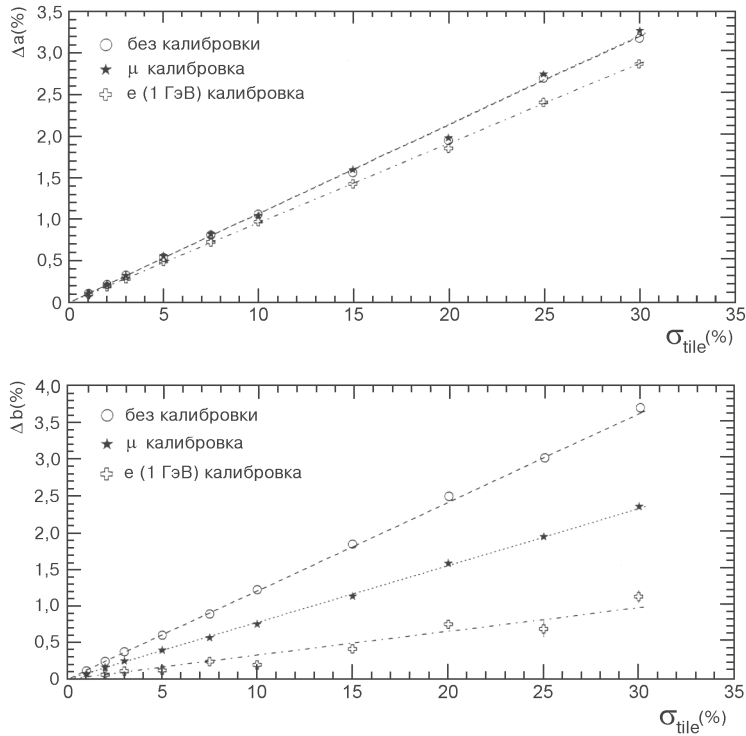 Δa(%)
3,5
3,0
2,5
2,0
1,5
1,0
0,5
0
без калибровки
μ калибровка
e (1 ГэВ) калибровка
0 5 10 15 20 25 30 35
σtile(%)
Δb(%)
4,0
3,5
3,0
2,5
2,0
1,5
1,0
0,5
0
без калибровки
μ калибровка
e (1 ГэВ) калибровка
0 5 10 15 20 25 30 35
σtile(%)